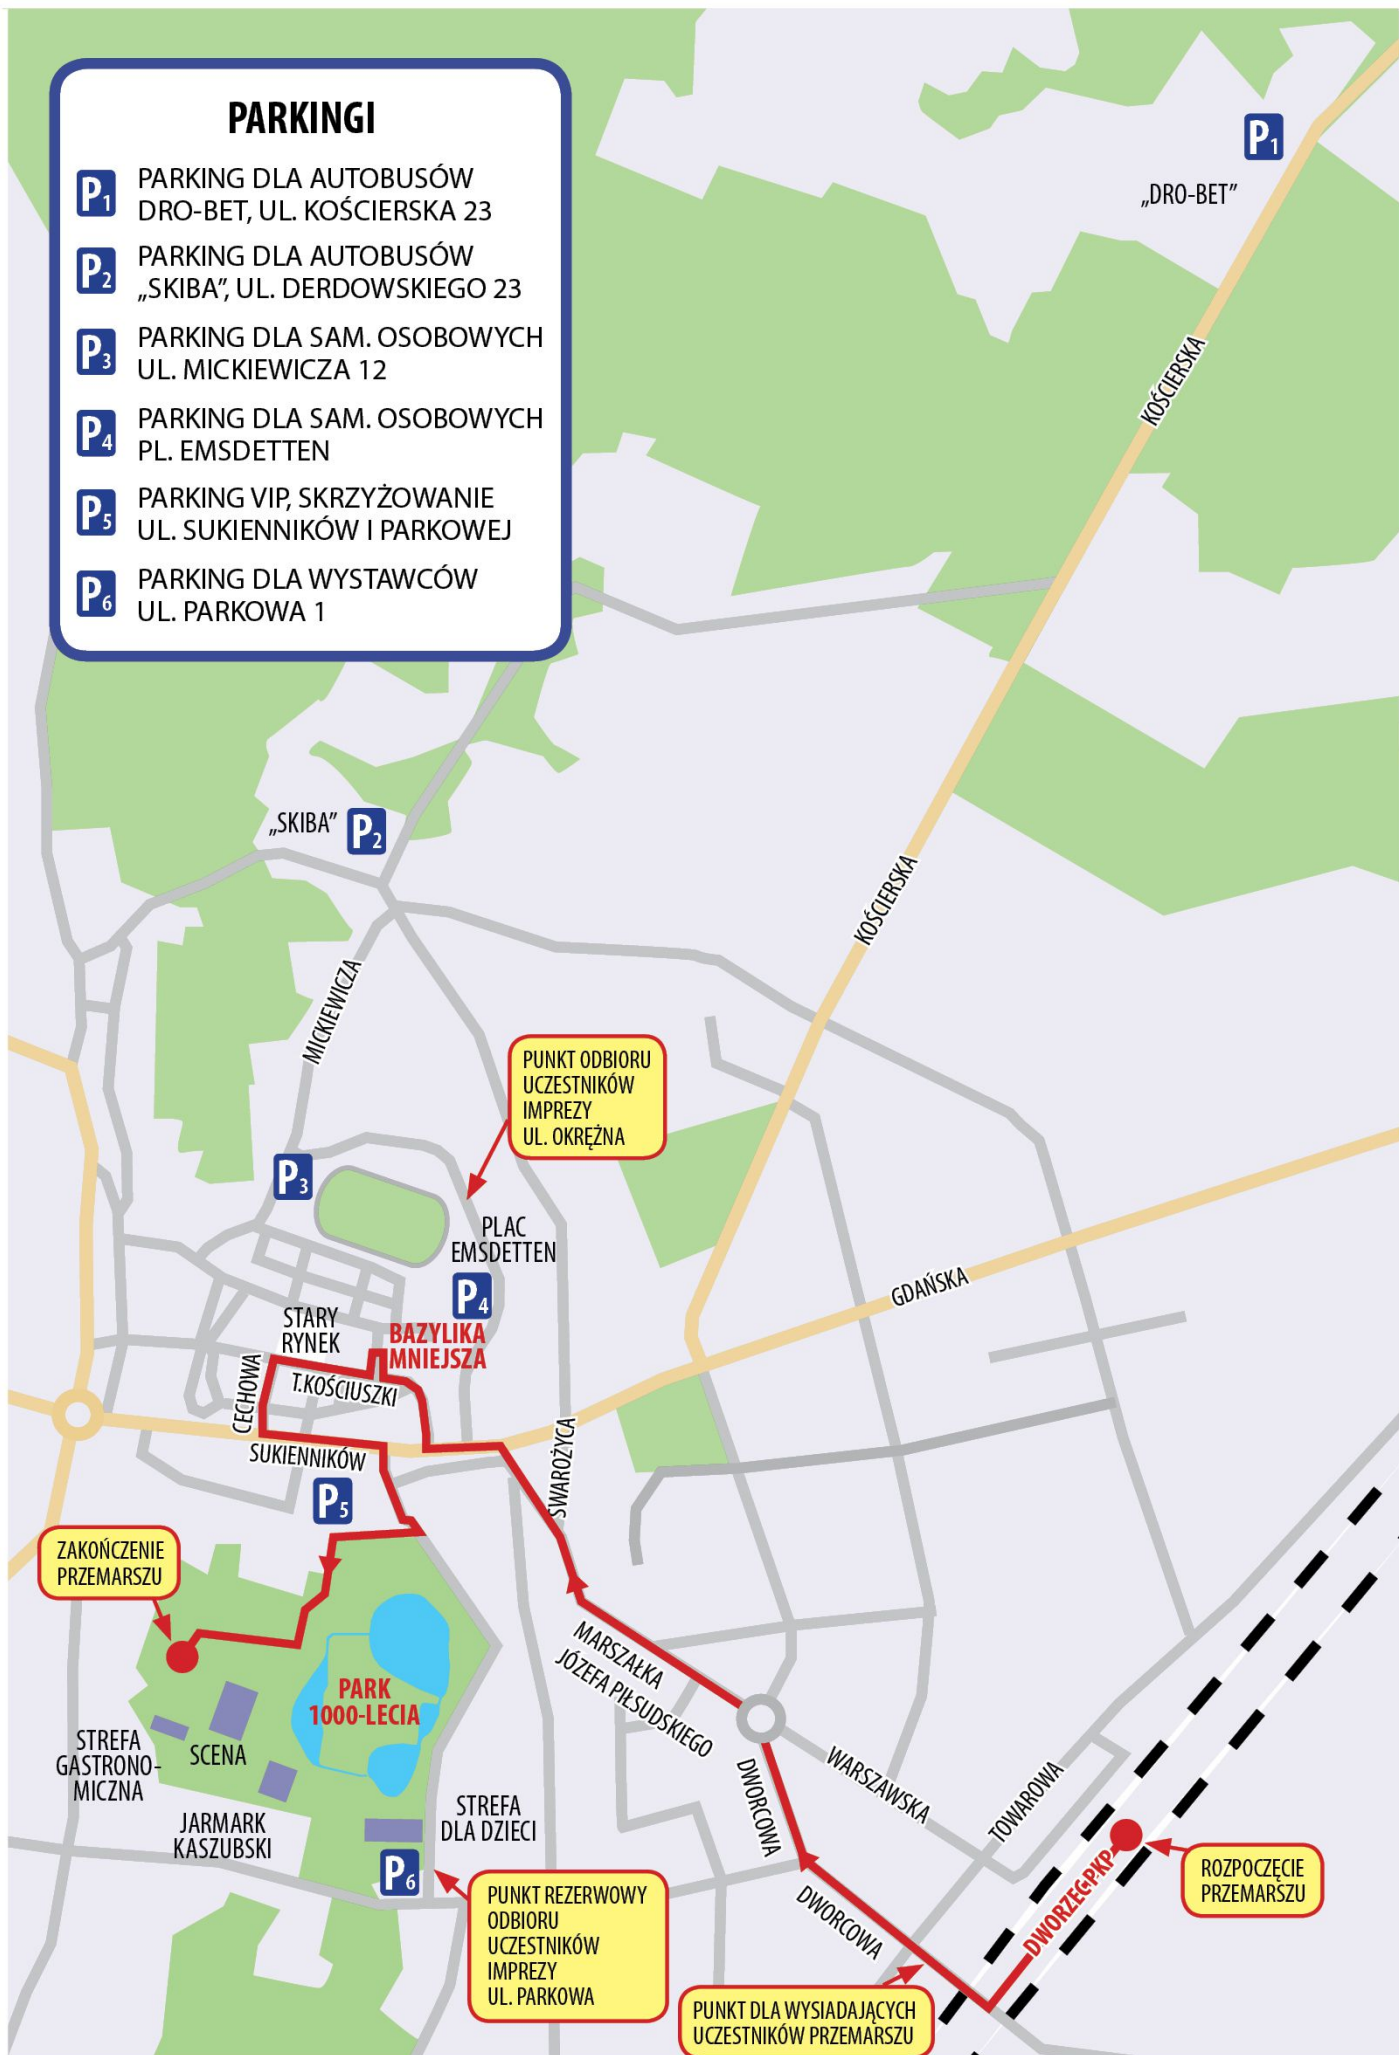 PARKINGI
P1 PARKING DLA AUTOBUSÓW
DRO-BET, UL. KOŚCIERSKA 23
P2 PARKING DLA AUTOBUSÓW
„SKIBA”, UL. DERDOWSKIEGO 23
P3 PARKING DLA SAM. OSOBOWYCH
UL. MICKIEWICZA 12
P4 PARKING DLA SAM. OSOBOWYCH
PL. EMSDETTEN
P5 PARKING VIP, SKRZYŻOWANIE
UL. SUKIENNIKÓW I PARKOWEJ
P6 PARKING DLA WYSTAWCÓW
UL. PARKOWA 1
P1
„DRO-BET”
KOŚCIERSKA
„SKIBA”
P2
KOŚCIERSKA
MICKIEWICZA
PUNKT ODBIORU
UCZESTNIKÓW
IMPREZY
UL. OKRĘŻNA
P3
PLAC
EMSDETTEN
P4
GDAŃSKA
STARY
RYNEK
BAZYLIKA
MNIEJSZA
CECHOWA
T.KOŚCIUSZKI
SUKIENNIKÓW
SWAROŻYCA
P5
ZAKOŃCZENIE
PRZEMARSZU
MARSZAŁKA
JÓZEFA PIŁSUDSKIEGO
PARK
1000-LECIA
STREFA
GASTRONO-
MICZNA
SCENA
JARMARK
KASZUBSKI
STREFA
DLA DZIECI
P6
DWORCOWA
WARSZAWSKA
TOWAROWA
DWORCOWA
DWORZEC PKP
ROZPOCZĘCIE
PRZEMARSZU
PUNKT REZERWOWY
ODBIORU
UCZESTNIKÓW
IMPREZY
UL. PARKOWA
PUNKT DLA WYSIADAJĄCYCH
UCZESTNIKÓW PRZEMARSZU